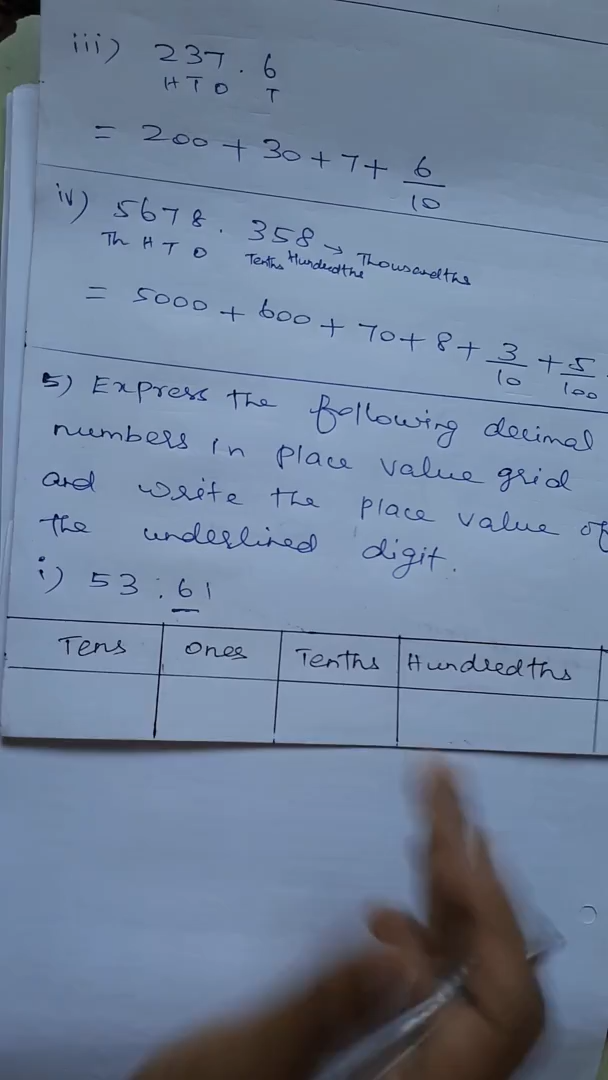 iii) 237.6
H T O T
= 200 + 30 + 7 + 6/10
iv) 5678.358 → Thousandths
Th H T O Tenths Hundredths
= 5000 + 600 + 70 + 8 + 3/10 + 5/100
5) Express the following decimal
numbers in place value grid
and write the place value of
the underlined digit.
i) 53.61
Tens Ones Tenths Hundredths